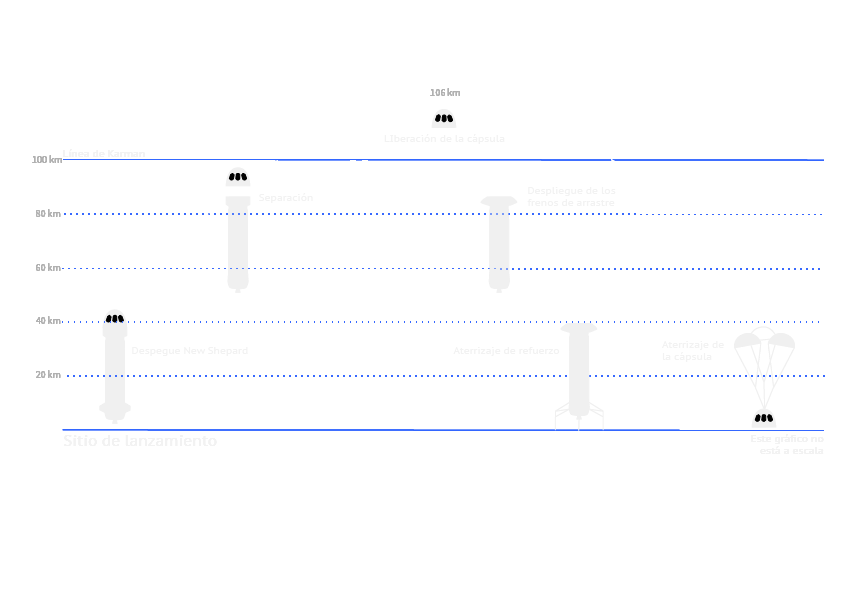 106 km
LIberación de la cápsula
Línea de Karman
100 km
Separación
Despliegue de los
frenos de arrastre
80 km
60 km
40 km
Despegue New Shepard
Aterrizaje de refuerzo
Aterrizaje de
la cápsula
20 km
Sitio de lanzamiento
Este gráfico no
está a escala